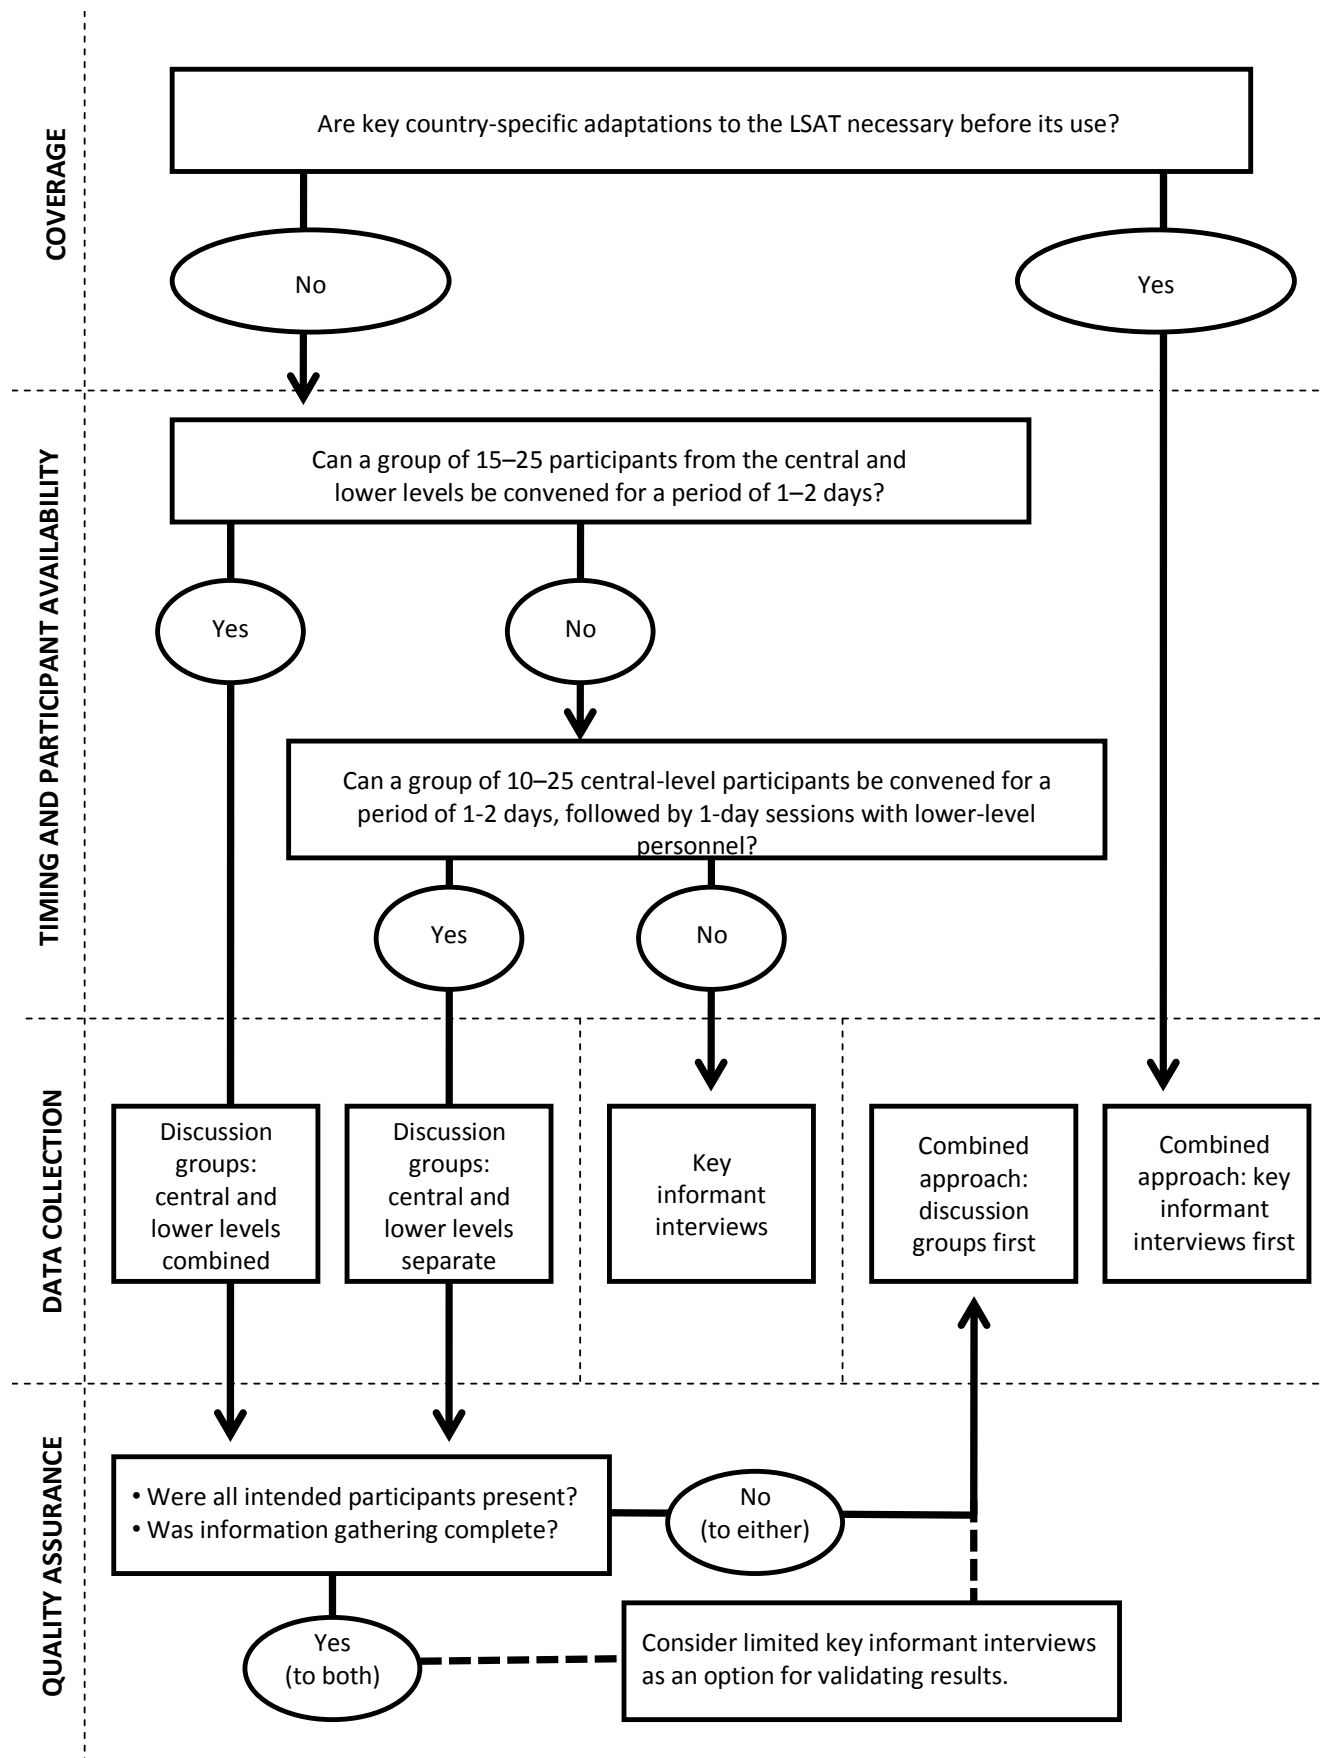 COVERAGE
Are key country-specific adaptations to the LSAT necessary before its use?
No
Yes
TIMING AND PARTICIPANT AVAILABILITY
Can a group of 15–25 participants from the central and
lower levels be convened for a period of 1–2 days?
Yes
No
Can a group of 10–25 central-level participants be convened for a
period of 1-2 days, followed by 1-day sessions with lower-level
personnel?
Yes
No
DATA COLLECTION
Discussion
groups:
central and
lower levels
combined
Discussion
groups:
central and
lower levels
separate
Key
informant
interviews
Combined
approach:
discussion
groups first
Combined
approach: key
informant
interviews first
QUALITY ASSURANCE
• Were all intended participants present?
• Was information gathering complete?
No
(to either)
Yes
(to both)
Consider limited key informant interviews
as an option for validating results.